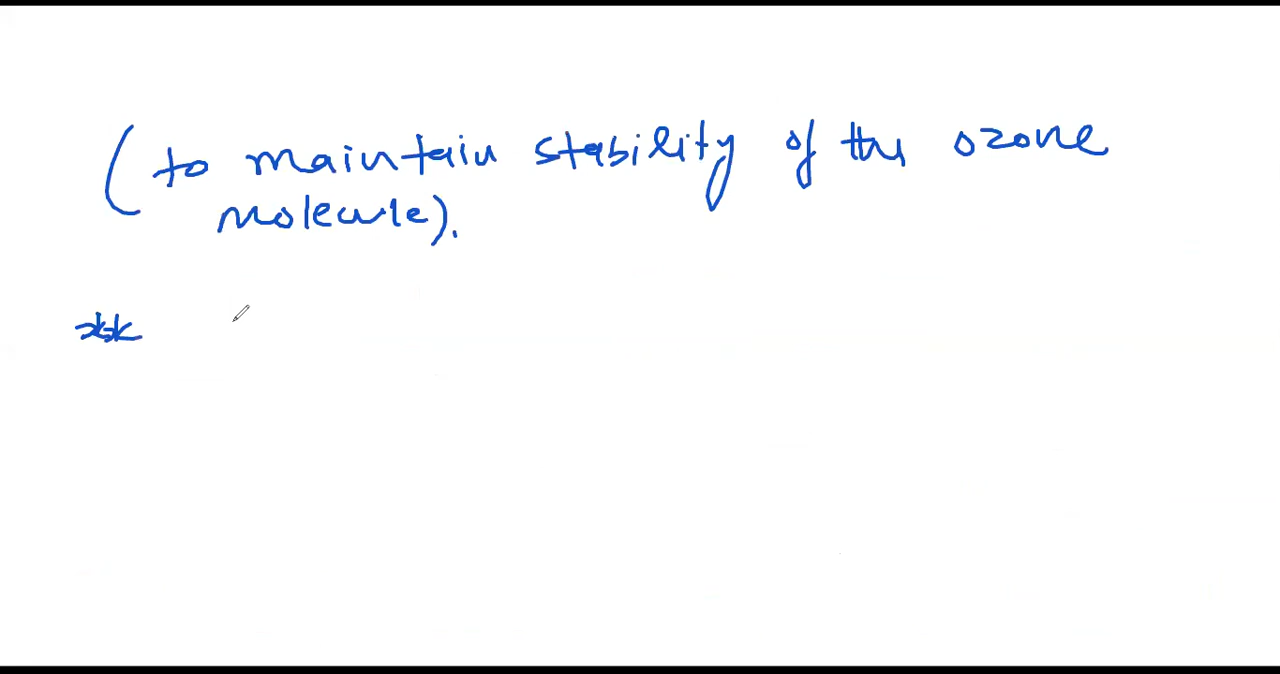 (to maintain stability of the ozone
molecule).
**